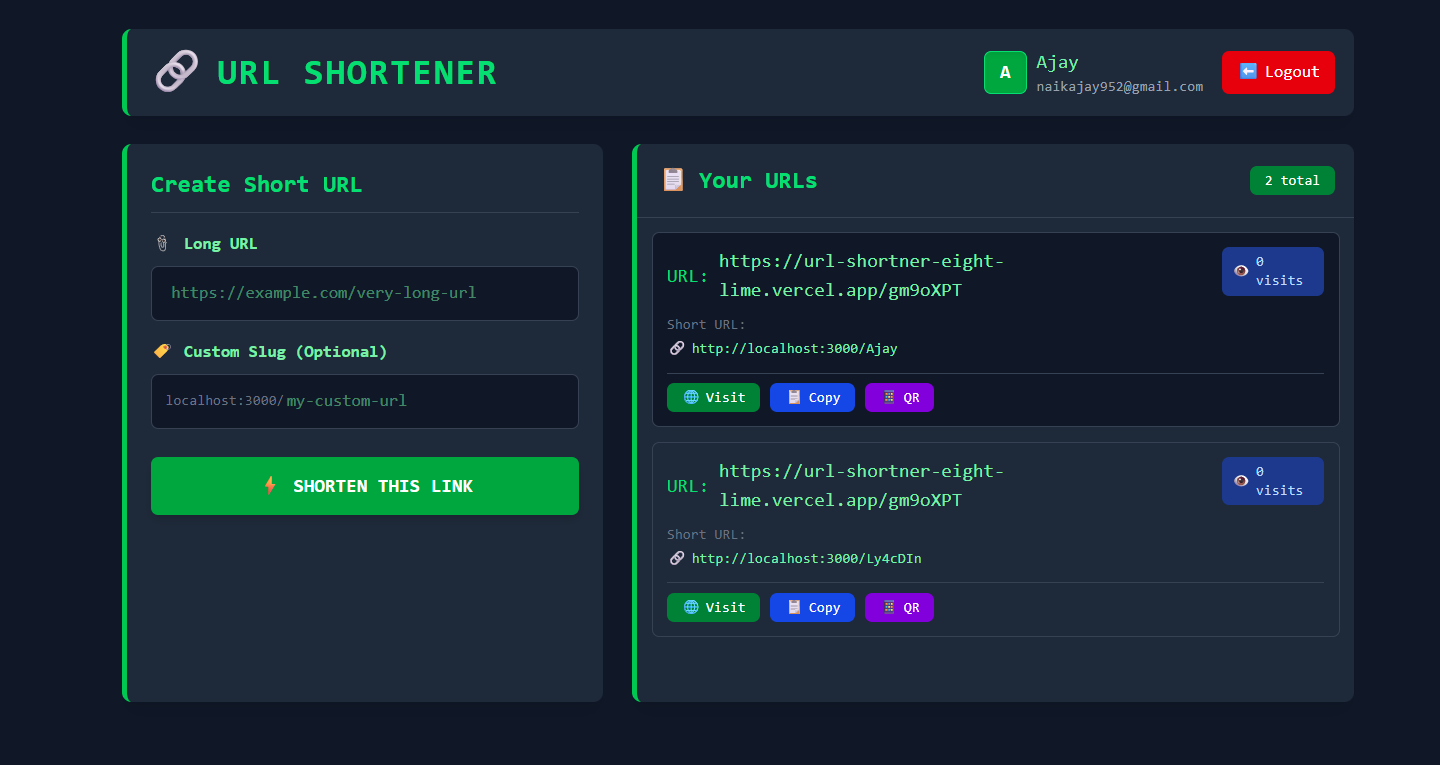 URL SHORTENER
A
Ajay
naikajay952@gmail.com
Logout
Create Short URL
Long URL
https://example.com/very-long-url
Custom Slug (Optional)
localhost:3000/my-custom-url
SHORTEN THIS LINK
Your URLs
2 total
URL:
https://url-shortner-eight-
lime.vercel.app/gm9oXPT
0
visits
Short URL:
http://localhost:3000/Ajay
Visit
Copy
QR
URL:
https://url-shortner-eight-
lime.vercel.app/gm9oXPT
0
visits
Short URL:
http://localhost:3000/Ly4cDIn
Visit
Copy
QR